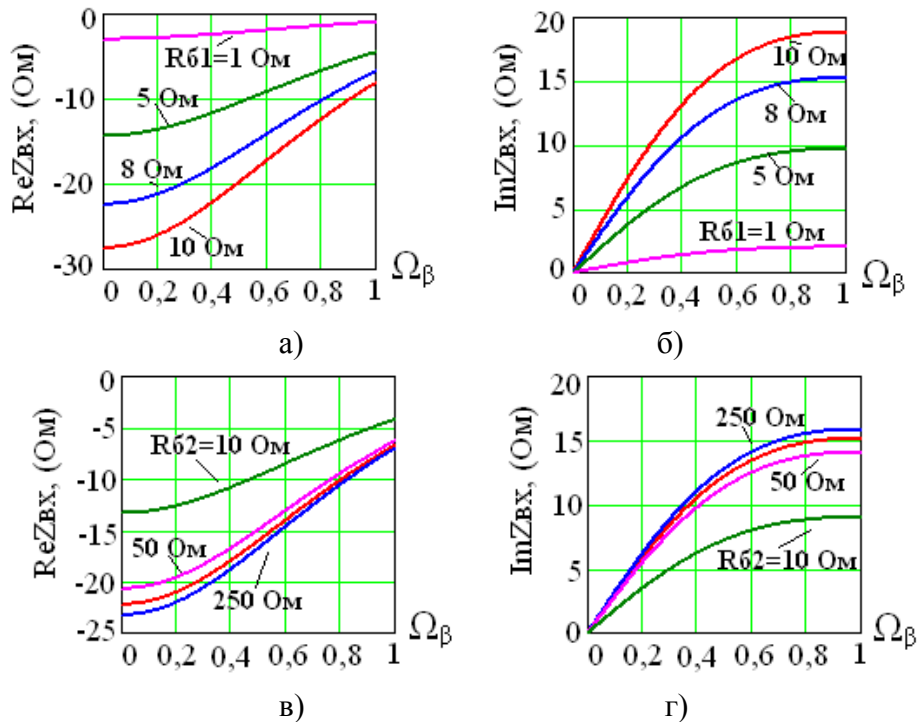 ReZвх, (Ом)
0
-10
-20
-30
Rб1=1 Ом
5 Ом
8 Ом
10 Ом
0 0,2 0,4 0,6 0,8 1 Ωβ
а)
ImZвх, (Ом)
20
15
10
5
0
10 Ом
8 Ом
5 Ом
Rб1=1 Ом
0 0,2 0,4 0,6 0,8 1 Ωβ
б)
ReZвх, (Ом)
0
-5
-10
-15
-20
-25
Rб2=10 Ом
50 Ом
250 Ом
0 0,2 0,4 0,6 0,8 1 Ωβ
в)
ImZвх, (Ом)
20
15
10
5
0
250 Ом
50 Ом
Rб2=10 Ом
0 0,2 0,4 0,6 0,8 1 Ωβ
г)